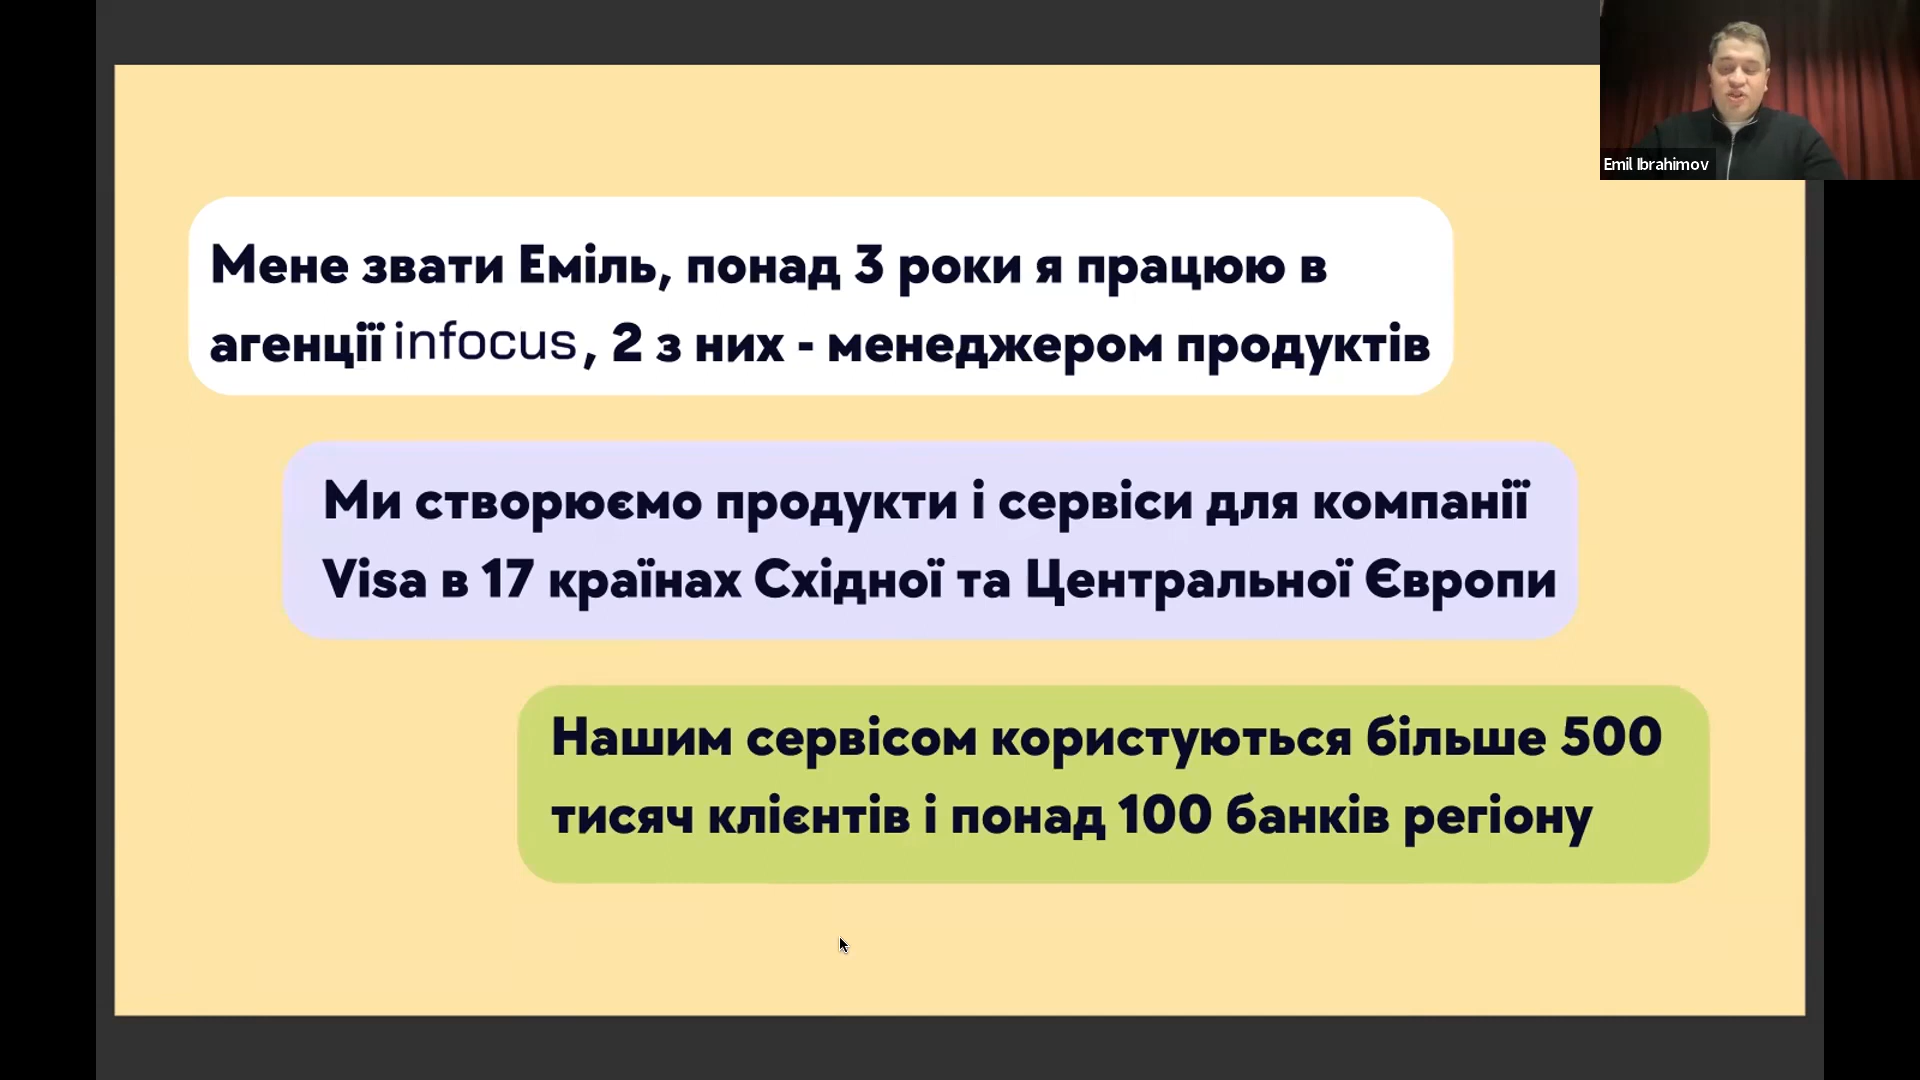 Emil Ibrahimov
Мене звати Еміль, понад 3 роки я працюю в
агенції infocus, 2 з них - менеджером продуктів
Ми створюємо продукти і сервіси для компанії
Visa в 17 країнах Східної та Центральної Європи
Нашим сервісом користуються більше 500
тисяч клієнтів і понад 100 банків регіону